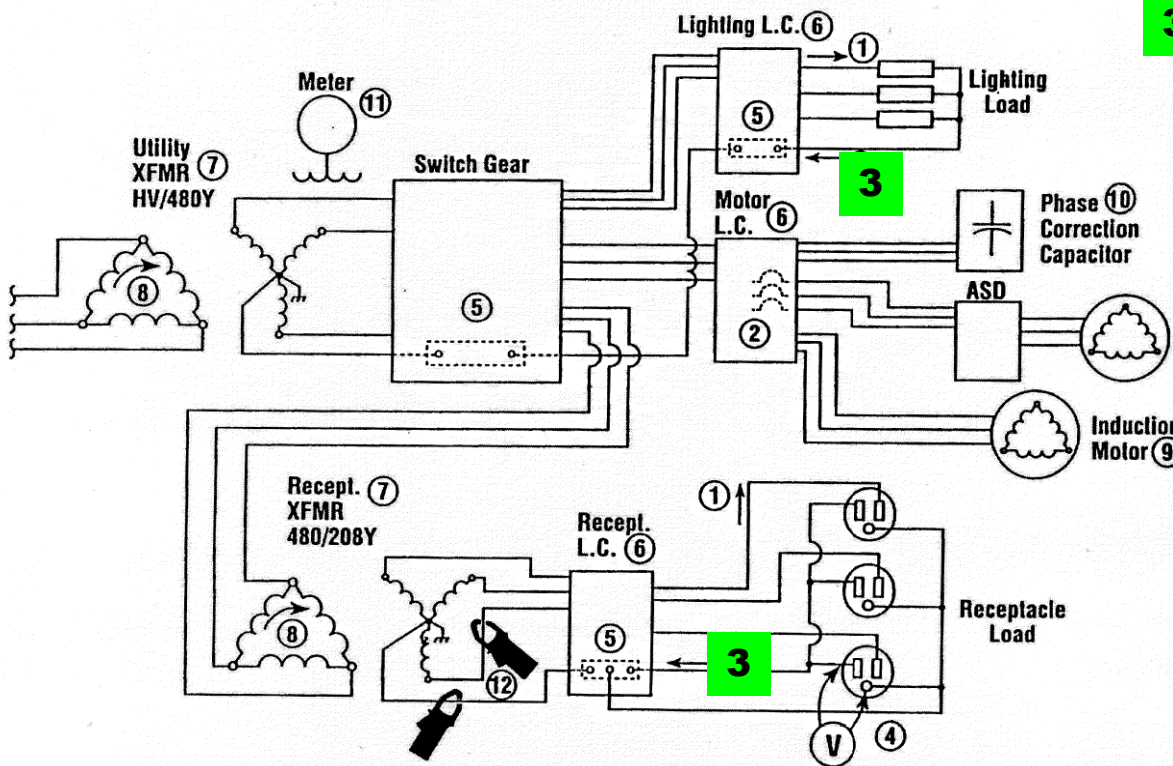 Lighting L.C. ⑥
①
3
Meter
⑪
Lighting
Load
Utility
XFMR ⑦
HV/480Y
Switch Gear
⑤
3
Motor
L.C. ⑥
Phase ⑩
Correction
Capacitor
⑧
⑤
②
ASD
Induction
Motor ⑨
Recept. ⑦
XFMR
480/208Y
①
Recept.
L.C. ⑥
⑧
⑤
3
Receptacle
Load
⑫
V
④